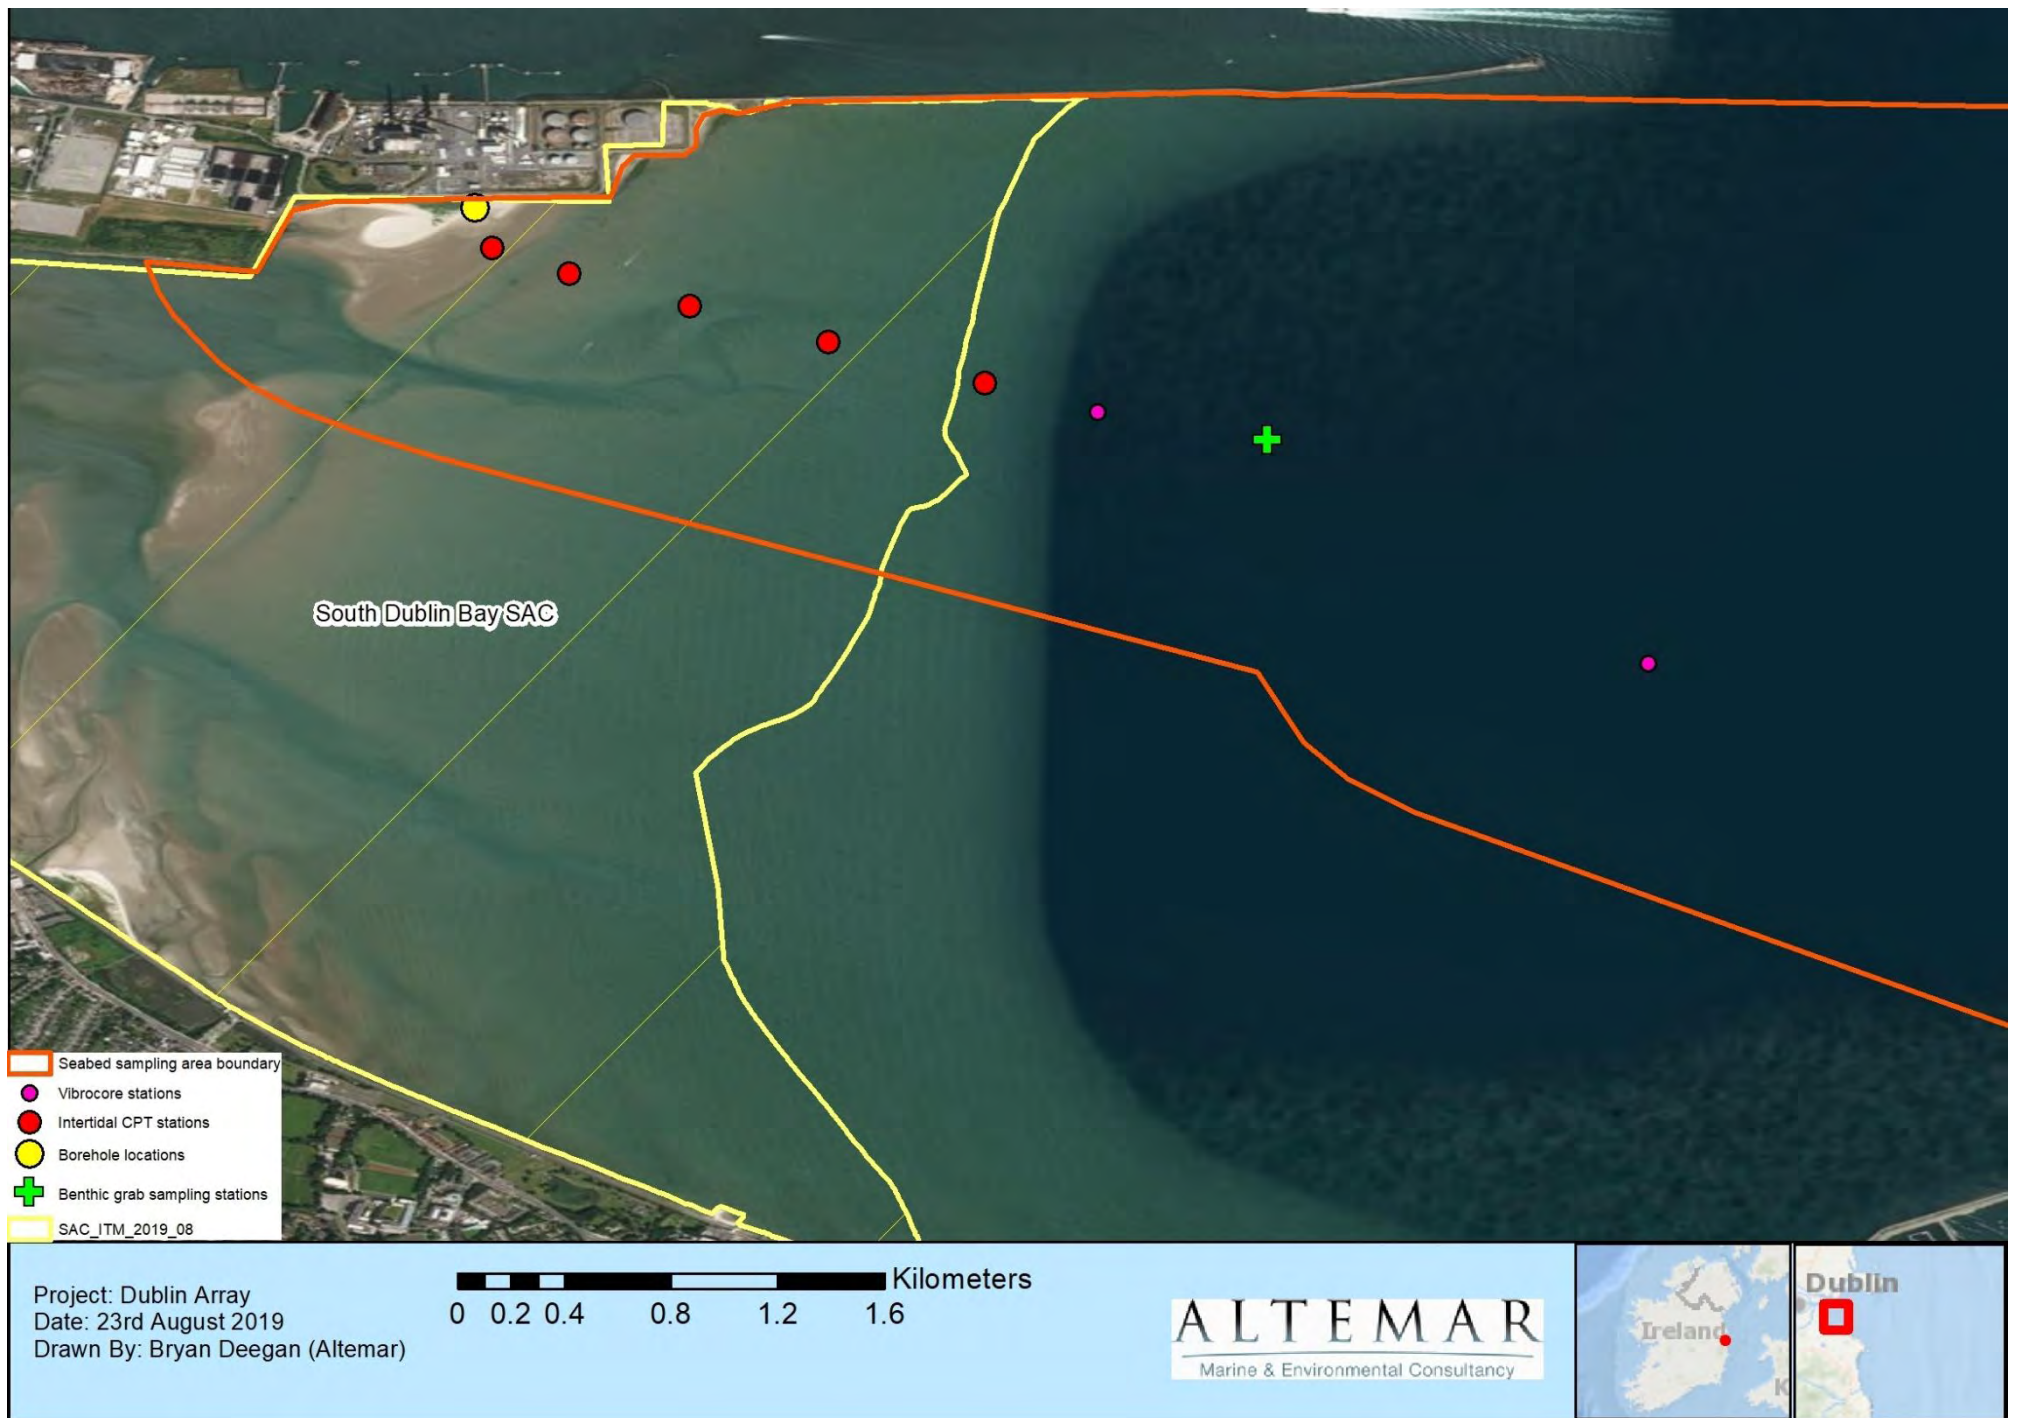 South Dublin Bay SAC
Seabed sampling area boundary
Vibrocore stations
Intertidal CPT stations
Borehole locations
Benthic grab sampling stations
SAC_ITM_2019_08
Project: Dublin Array
Date: 23rd August 2019
Drawn By: Bryan Deegan (Altemar)
Kilometers
0 0.2 0.4 0.8 1.2 1.6
ALTEMAR
Marine & Environmental Consultancy
Ireland
K
Dublin